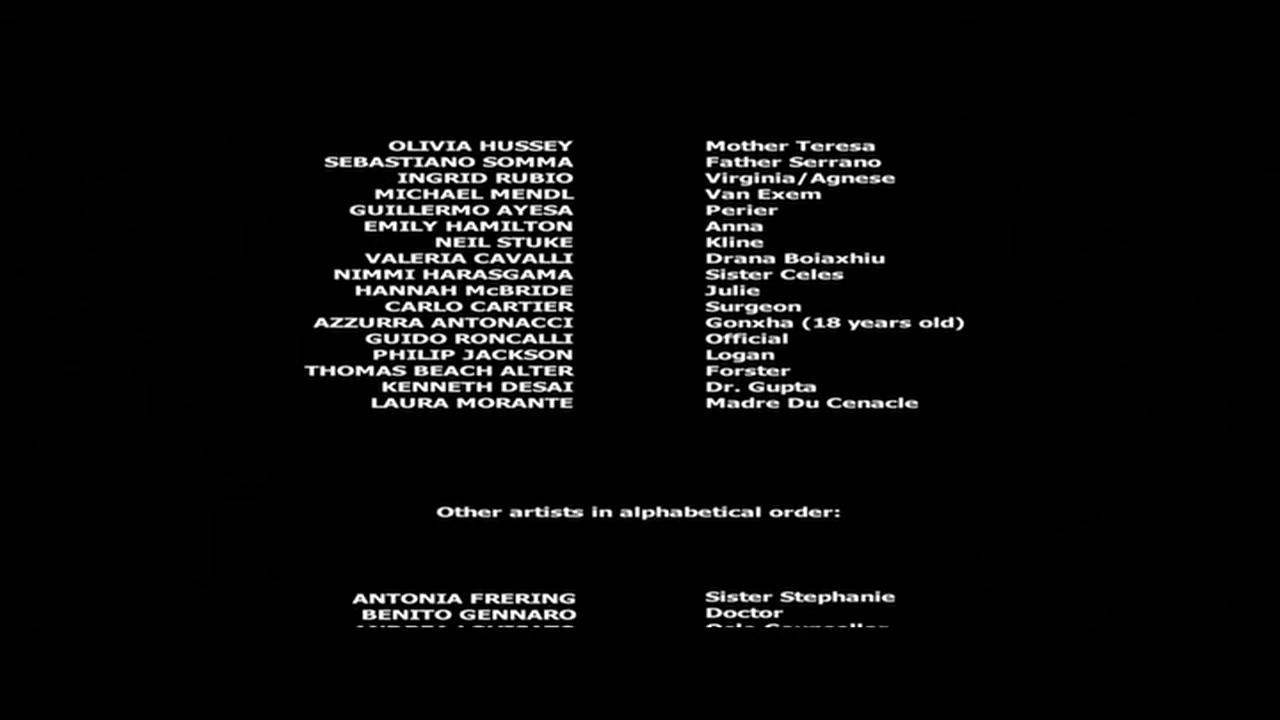 OLIVIA HUSSEY Mother Teresa
SEBASTIANO SOMMA Father Serrano
INGRID RUBIO Virginia/Agnese
MICHAEL MENDL Van Exem
GUILLERMO AYESA Perier
EMILY HAMILTON Anna
NEIL STUKE Kline
VALERIA CAVALLI Drana Boiaxhiu
NIMMI HARASGAMA Sister Celes
HANNAH McBRIDE Julie
CARLO CARTIER Surgeon
AZZURRA ANTONACCI Gonxha (18 years old)
GUIDO RONCALLI Official
PHILIP JACKSON Logan
THOMAS BEACH ALTER Forster
KENNETH DESAI Dr. Gupta
LAURA MORANTE Madre Du Cenacle
Other artists in alphabetical order:
ANTONIA FRERING Sister Stephanie
BENITO GENNARO Doctor